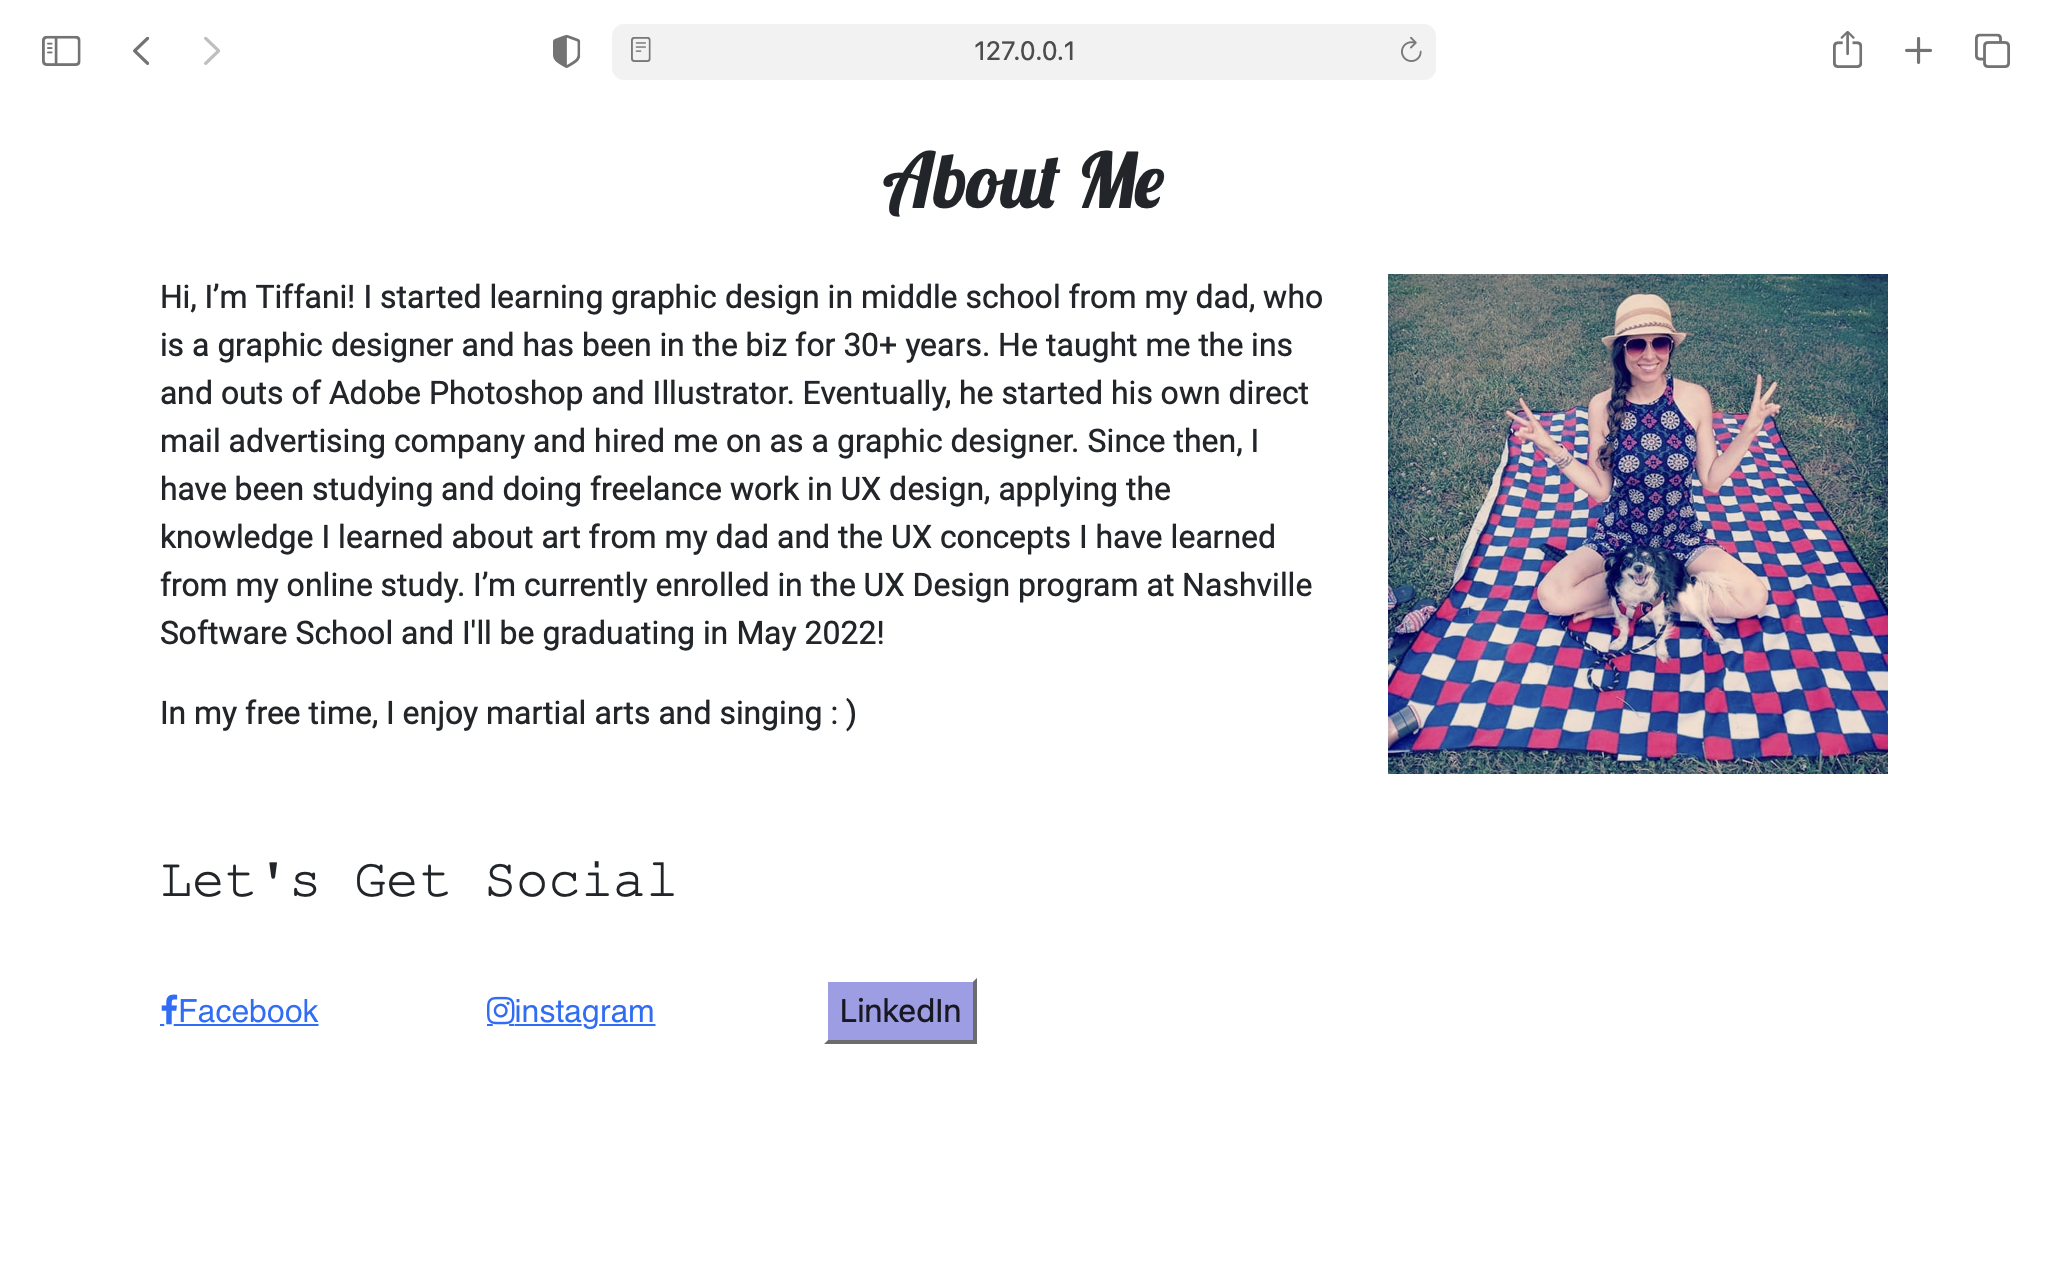 127.0.0.1
About Me
Hi, I’m Tiffani! I started learning graphic design in middle school from my dad, who
is a graphic designer and has been in the biz for 30+ years. He taught me the ins
and outs of Adobe Photoshop and Illustrator. Eventually, he started his own direct
mail advertising company and hired me on as a graphic designer. Since then, I
have been studying and doing freelance work in UX design, applying the
knowledge I learned about art from my dad and the UX concepts I have learned
from my online study. I’m currently enrolled in the UX Design program at Nashville
Software School and I'll be graduating in May 2022!
In my free time, I enjoy martial arts and singing : )
Let's Get Social
Facebook instagram LinkedIn